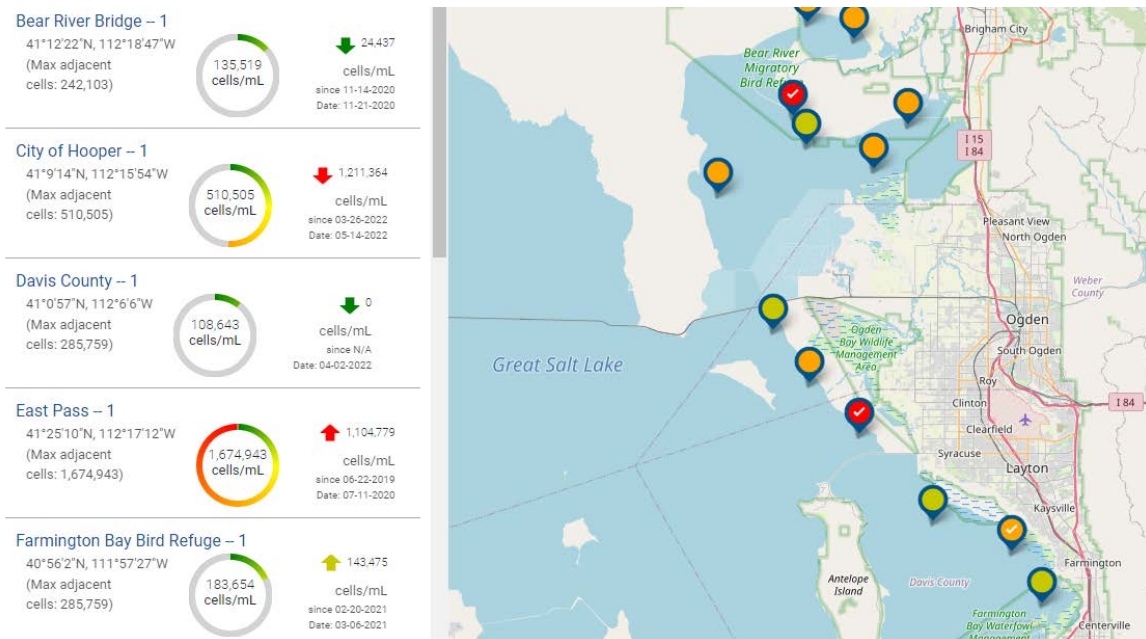 Bear River Bridge -- 1
41°12'22"N, 112°18'47"W
(Max adjacent
cells: 242,103)
135,519
cells/mL
24,437
cells/mL
since 11-14-2020
Date: 11-21-2020
City of Hooper -- 1
41°9'14"N, 112°15'54"W
(Max adjacent
cells: 510,505)
510,505
cells/mL
1,211,364
cells/mL
since 03-26-2022
Date: 05-14-2022
Davis County -- 1
41°0'57"N, 112°6'6"W
(Max adjacent
cells: 285,759)
108,643
cells/mL
0
cells/mL
since N/A
Date: 04-02-2022
East Pass -- 1
41°25'10"N, 112°17'12"W
(Max adjacent
cells: 1,674,943)
1,674,943
cells/mL
1,104,779
cells/mL
since 06-22-2019
Date: 07-11-2020
Farmington Bay Bird Refuge -- 1
40°56'2"N, 111°57'27"W
(Max adjacent
cells: 285,759)
183,654
cells/mL
143,475
cells/mL
since 02-20-2021
Date: 03-06-2021
Brigham City
Bear River
Migratory
Bird Refuge
I 15
I 84
Pleasant View
North Ogden
Weber
County
Ogden
Ogden
Bay Wildlife
Management
Area
South Ogden
Great Salt Lake
Roy
Clinton
I 84
Clearfield
Syracuse
Layton
Kaysville
Farmington
Antelope
Island
Davis County
Farmington
Bay Waterfowl
Management
Centerville